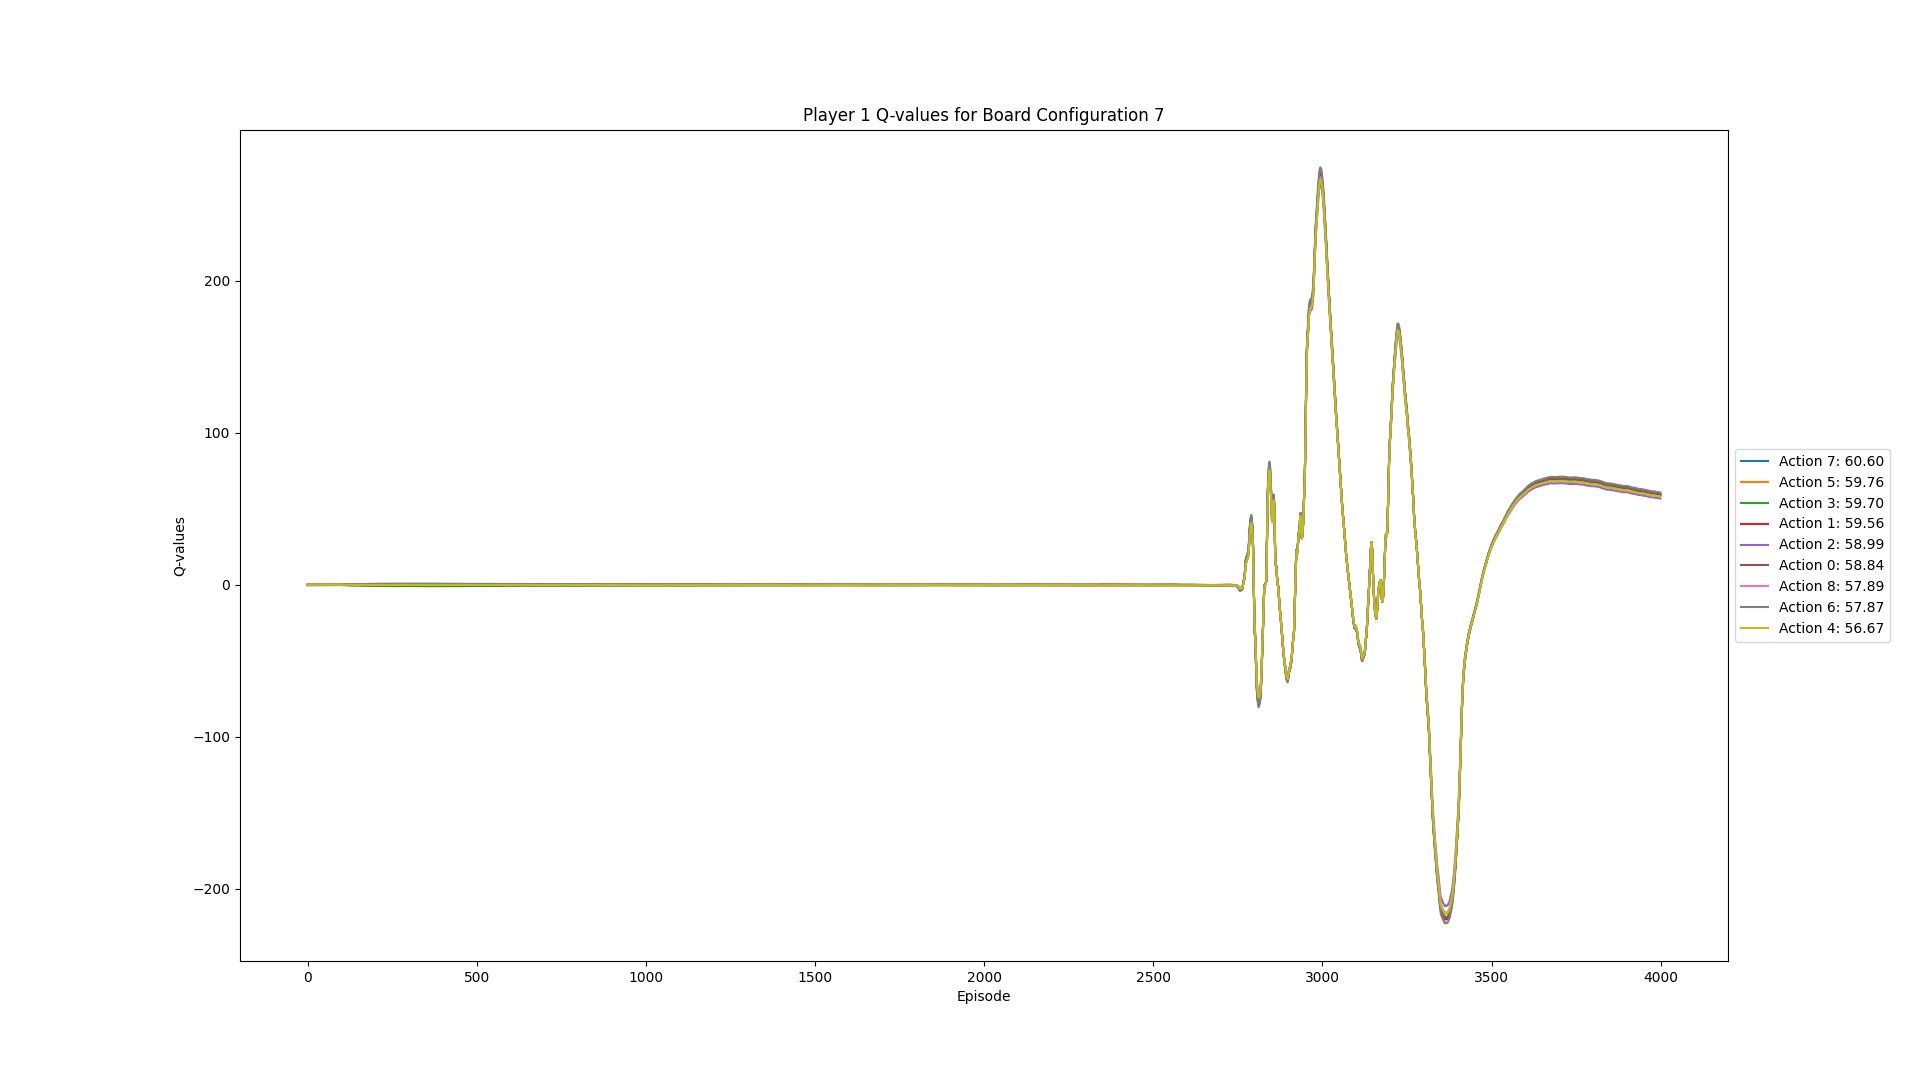 Player 1 Q-values for Board Configuration 7
Q-values
200
100
0
−100
−200
0
500
1000
1500
2000
2500
3000
3500
4000
Episode
Action 7: 60.60
Action 5: 59.76
Action 3: 59.70
Action 1: 59.56
Action 2: 58.99
Action 0: 58.84
Action 8: 57.89
Action 6: 57.87
Action 4: 56.67